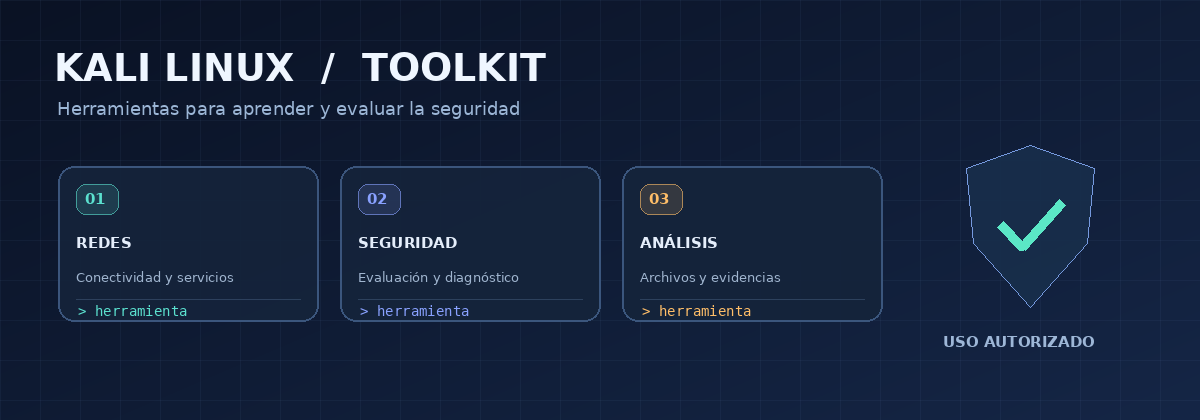 KALI LINUX / TOOLKIT
Herramientas para aprender y evaluar la seguridad
01
REDES
Conectividad y servicios
> herramienta
02
SEGURIDAD
Evaluación y diagnóstico
> herramienta
03
ANÁLISIS
Archivos y evidencias
> herramienta
USO AUTORIZADO